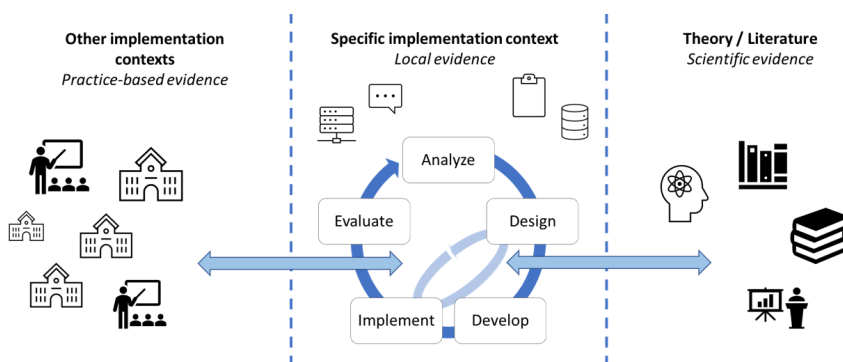 Other implementation
contexts
Practice-based evidence
Specific implementation context
Local evidence
Theory / Literature
Scientific evidence
Analyze
Evaluate
Design
Implement
Develop